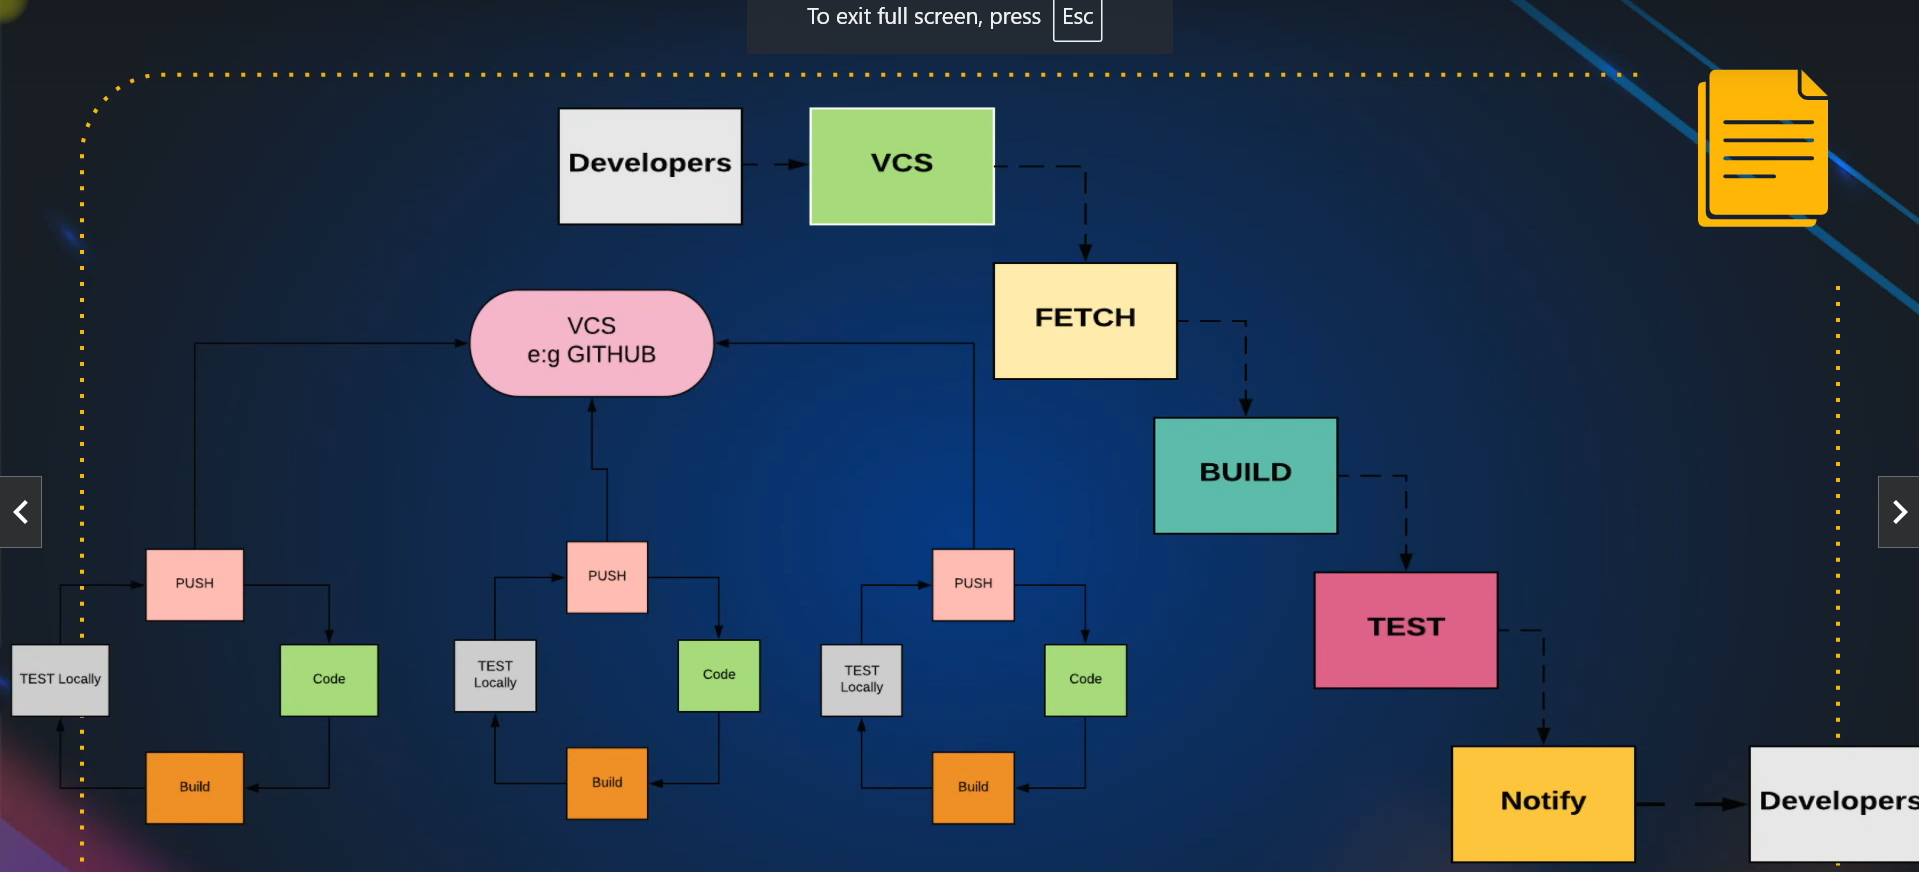 To exit full screen, press Esc
Developers
VCS
FETCH
VCS
e:g GITHUB
BUILD
TEST
Notify
Developers
PUSH
TEST Locally
Code
Build
PUSH
TEST
Locally
Code
Build
PUSH
TEST
Locally
Code
Build